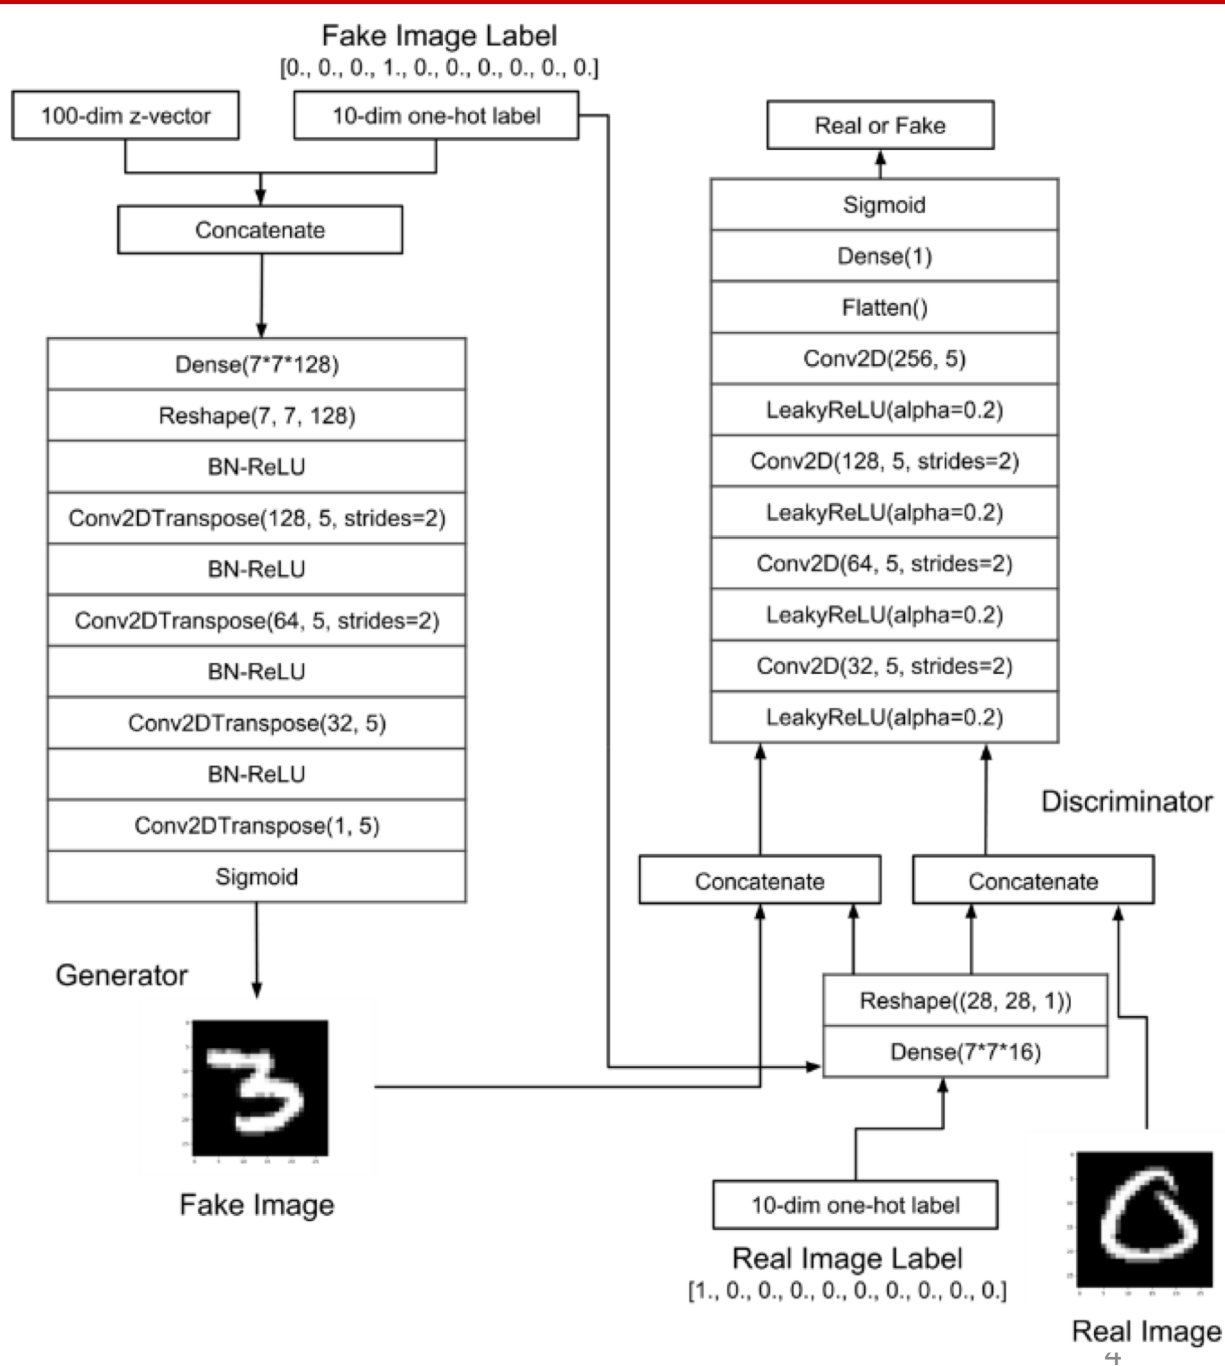 Fake Image Label
[0., 0., 0., 1., 0., 0., 0., 0., 0., 0.]
100-dim z-vector
10-dim one-hot label
Concatenate
Dense(7*7*128)
Reshape(7, 7, 128)
BN-ReLU
Conv2DTranspose(128, 5, strides=2)
BN-ReLU
Conv2DTranspose(64, 5, strides=2)
BN-ReLU
Conv2DTranspose(32, 5)
BN-ReLU
Conv2DTranspose(1, 5)
Sigmoid
Generator
3
Fake Image
Real or Fake
Sigmoid
Dense(1)
Flatten()
Conv2D(256, 5)
LeakyReLU(alpha=0.2)
Conv2D(128, 5, strides=2)
LeakyReLU(alpha=0.2)
Conv2D(64, 5, strides=2)
LeakyReLU(alpha=0.2)
Conv2D(32, 5, strides=2)
LeakyReLU(alpha=0.2)
Discriminator
Concatenate
Concatenate
Reshape((28, 28, 1))
Dense(7*7*16)
10-dim one-hot label
Real Image Label
[1., 0., 0., 0., 0., 0., 0., 0., 0., 0.]
0
Real Image
4